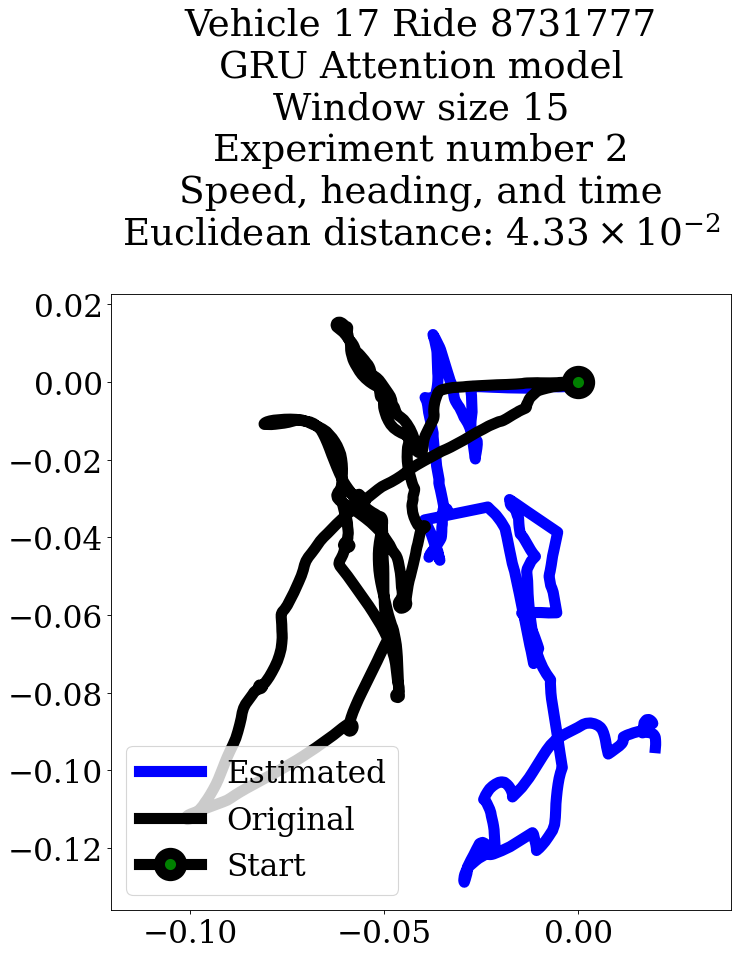 Vehicle 17 Ride 8731777
GRU Attention model
Window size 15
Experiment number 2
Speed, heading, and time
Euclidean distance: 4.33 × 10⁻²
0.02
0.00
−0.02
−0.04
−0.06
−0.08
−0.10
−0.12
Estimated
Original
Start
−0.10
−0.05
0.00